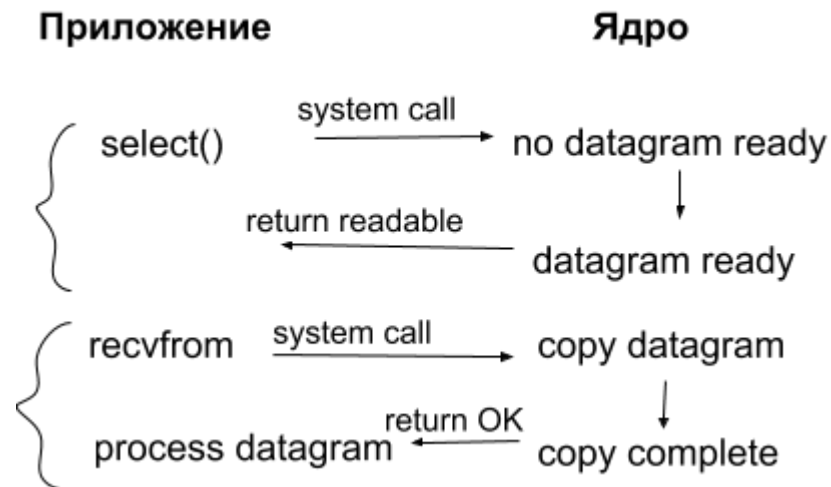 Приложение
Ядро
system call
select()
no datagram ready
return readable
datagram ready
recvfrom
system call
copy datagram
process datagram
return OK
copy complete